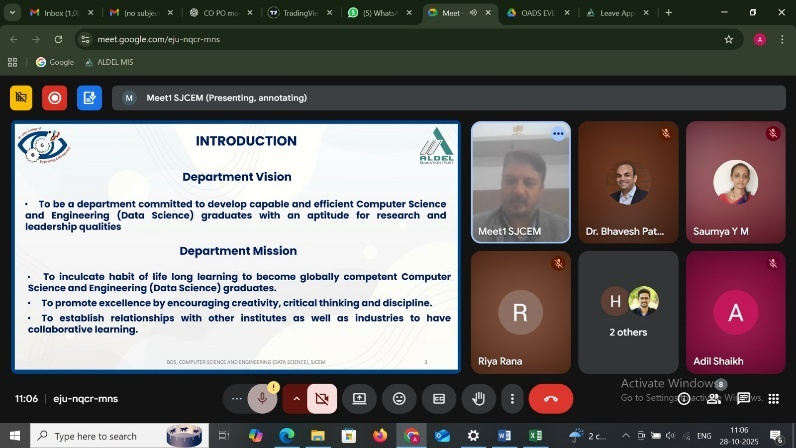 Inbox (1,0
(no subjec
CO PO m
TradingVie
(5) Whats
Meet
OADS EVE
Leave App
meet.google.com/eju-nqcr-mns
A
Google
ALDEL MIS
M
Meet1 SJCEM (Presenting, annotating)
ALDEL
EDUCATION TRUST
INTRODUCTION
Department Vision
• To be a department committed to develop capable and efficient Computer Science
and Engineering (Data Science) graduates with an aptitude for research and
leadership qualities
Department Mission
• To inculcate habit of life long learning to become globally competent Computer
Science and Engineering (Data Science) graduates.
• To promote excellence by encouraging creativity, critical thinking and discipline.
• To establish relationships with other institutes as well as industries to have
collaborative learning.
BOS, COMPUTER SCIENCE AND ENGINEERING (DATA SCIENCE), SJCEM
3
Meet1 SJCEM
Dr. Bhavesh Pat...
Saumya Y M
R
Riya Rana
H
2 others
A
Adil Shaikh
Activate Windows
Go to Settings
8
11:06 | eju-nqcr-mns
Type here to search
2 c...
ENG
11:06
28-10-2025
6